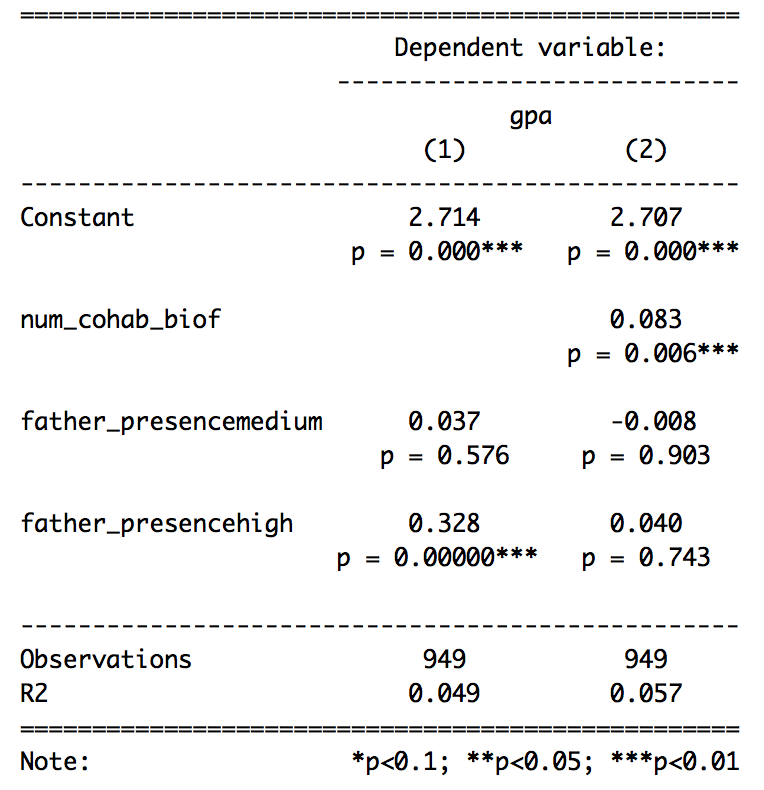 ==================================================
Dependent variable:
----------------------------
gpa
(1) (2)
--------------------------------------------------
Constant 2.714 2.707
p = 0.000*** p = 0.000***
num_cohab_biof 0.083
p = 0.006***
father_presencemedium 0.037 -0.008
p = 0.576 p = 0.903
father_presencehigh 0.328 0.040
p = 0.00000*** p = 0.743
--------------------------------------------------
Observations 949 949
R2 0.049 0.057
==================================================
Note: *p<0.1; **p<0.05; ***p<0.01